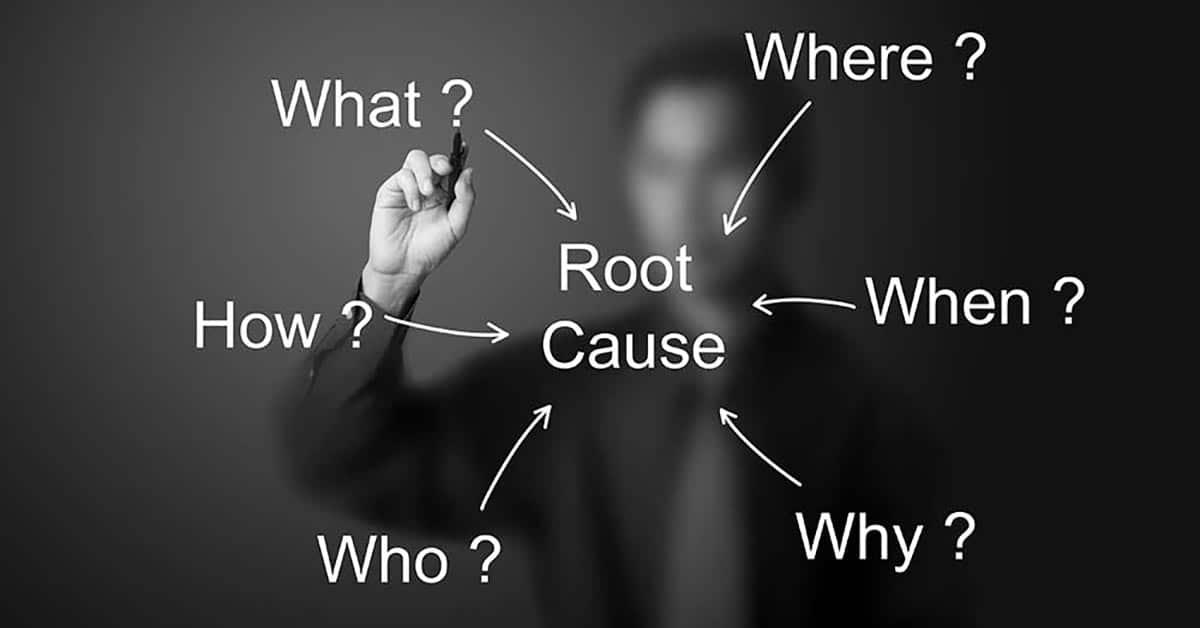 What ?
Where ?
Root
Cause
How ?
When ?
Who ?
Why ?